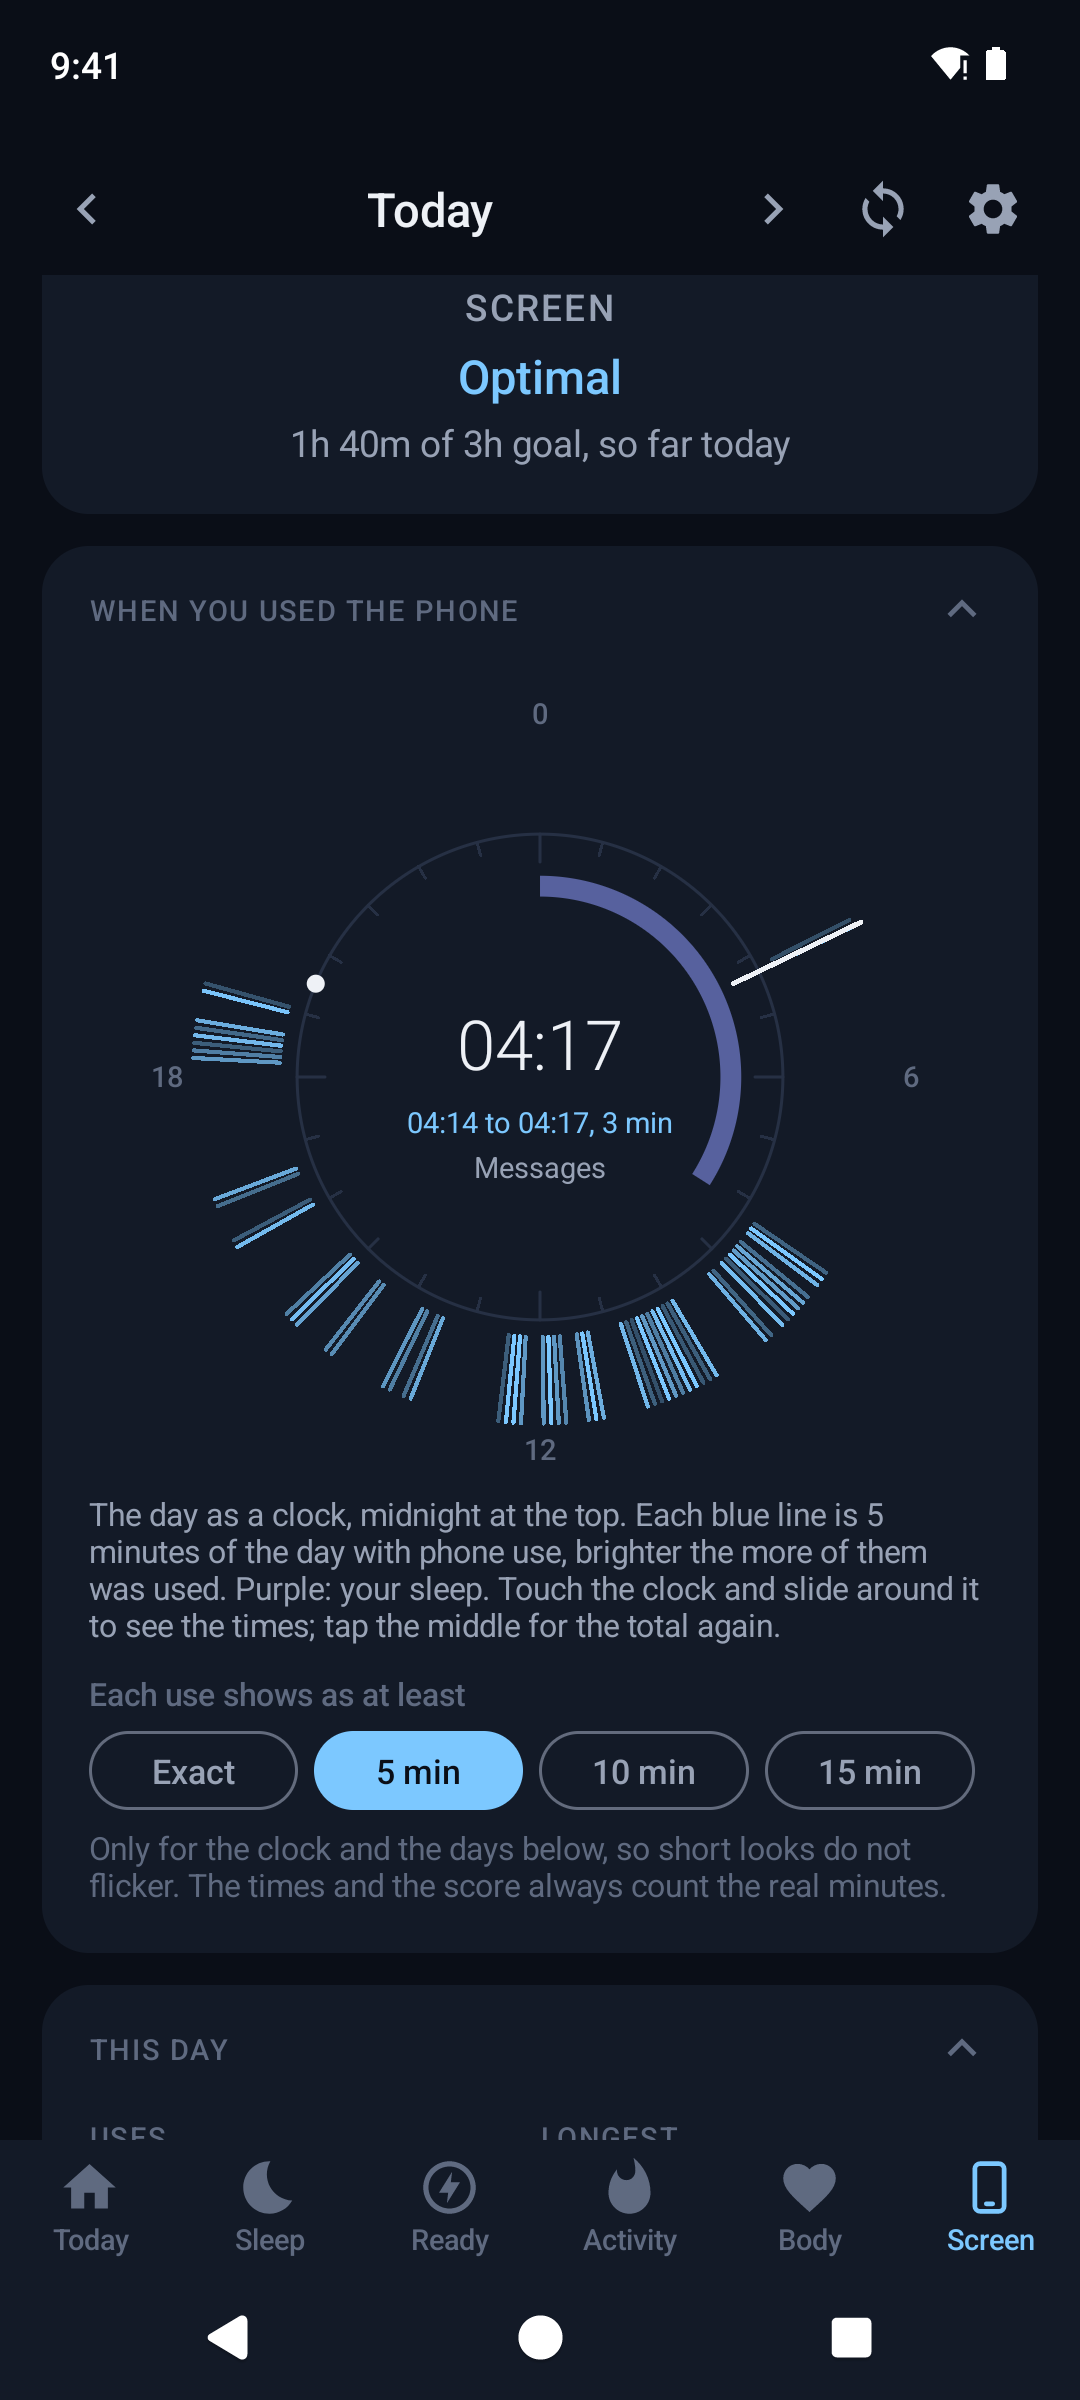 9:41
Today
SCREEN
Optimal
1h 40m of 3h goal, so far today
WHEN YOU USED THE PHONE
0
18
04:17
6
04:14 to 04:17, 3 min
Messages
12
The day as a clock, midnight at the top. Each blue line is 5
minutes of the day with phone use, brighter the more of them
was used. Purple: your sleep. Touch the clock and slide around it
to see the times; tap the middle for the total again.
Each use shows as at least
Exact 5 min 10 min 15 min
Only for the clock and the days below, so short looks do not
flicker. The times and the score always count the real minutes.
THIS DAY
USES LONGEST
Today Sleep Ready Activity Body Screen